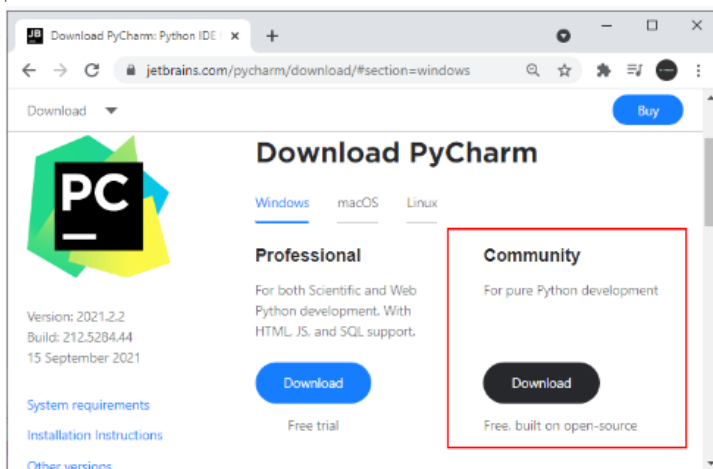 JB
Download PyCharm: Python IDE
jetbrains.com/pycharm/download/#section=windows
Download
Buy
PC
Download PyCharm
Windows macOS Linux
Professional
For both Scientific and Web
Python development. With
HTML, JS, and SQL support.
Download
Free trial
Community
For pure Python development
Download
Free, built on open-source
Version: 2021.2.2
Build: 212.5284.44
15 September 2021
System requirements
Installation Instructions
Other versions